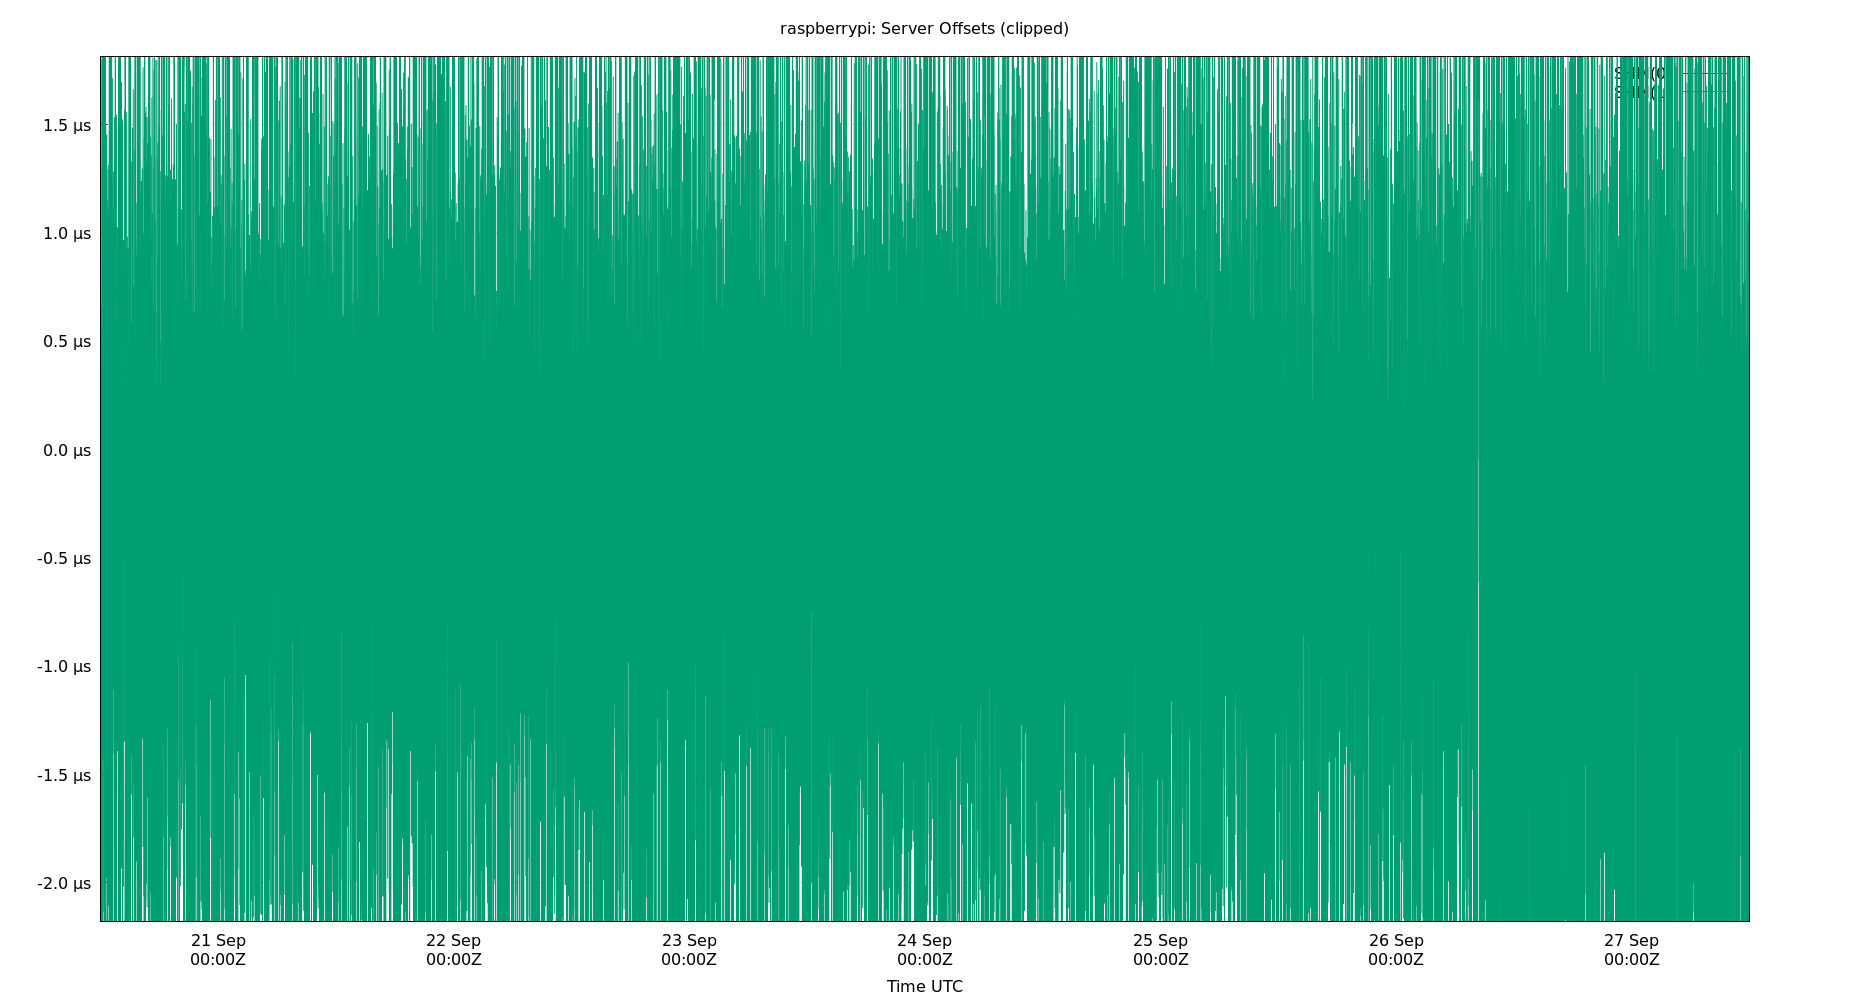 raspberrypi: Server Offsets (clipped)
1.5 µs
1.0 µs
0.5 µs
0.0 µs
-0.5 µs
-1.0 µs
-1.5 µs
-2.0 µs
21 Sep 22 Sep 23 Sep 24 Sep 25 Sep 26 Sep 27 Sep
00:00Z 00:00Z 00:00Z 00:00Z 00:00Z 00:00Z 00:00Z
Time UTC